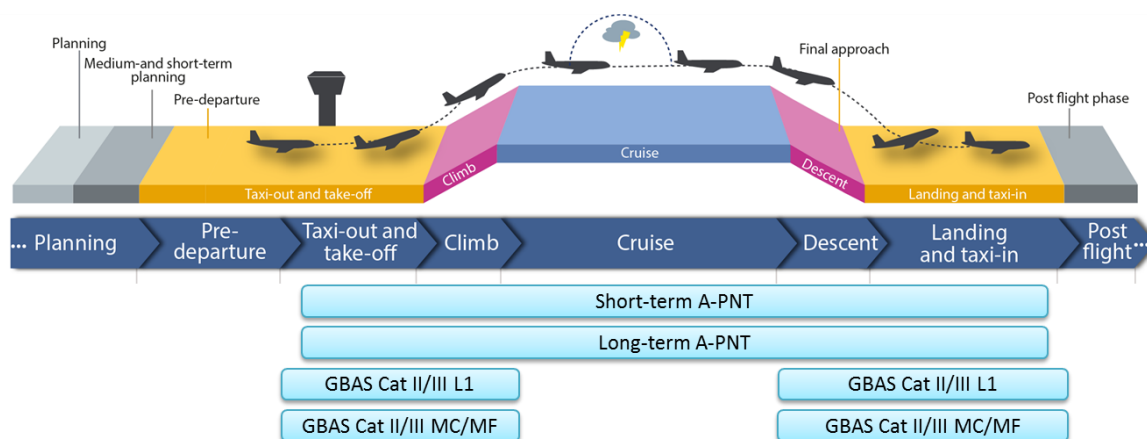 Planning
Medium-and short-term
planning
Pre-departure
Final approach
Post flight phase
Taxi-out and take-off
Climb
Cruise
Descent
Landing and taxi-in
... Planning
Pre-
departure
Taxi-out and
take-off
Climb
Cruise
Descent
Landing
and taxi-in
Post
flight ...
Short-term A-PNT
Long-term A-PNT
GBAS Cat II/III L1
GBAS Cat II/III L1
GBAS Cat II/III MC/MF
GBAS Cat II/III MC/MF